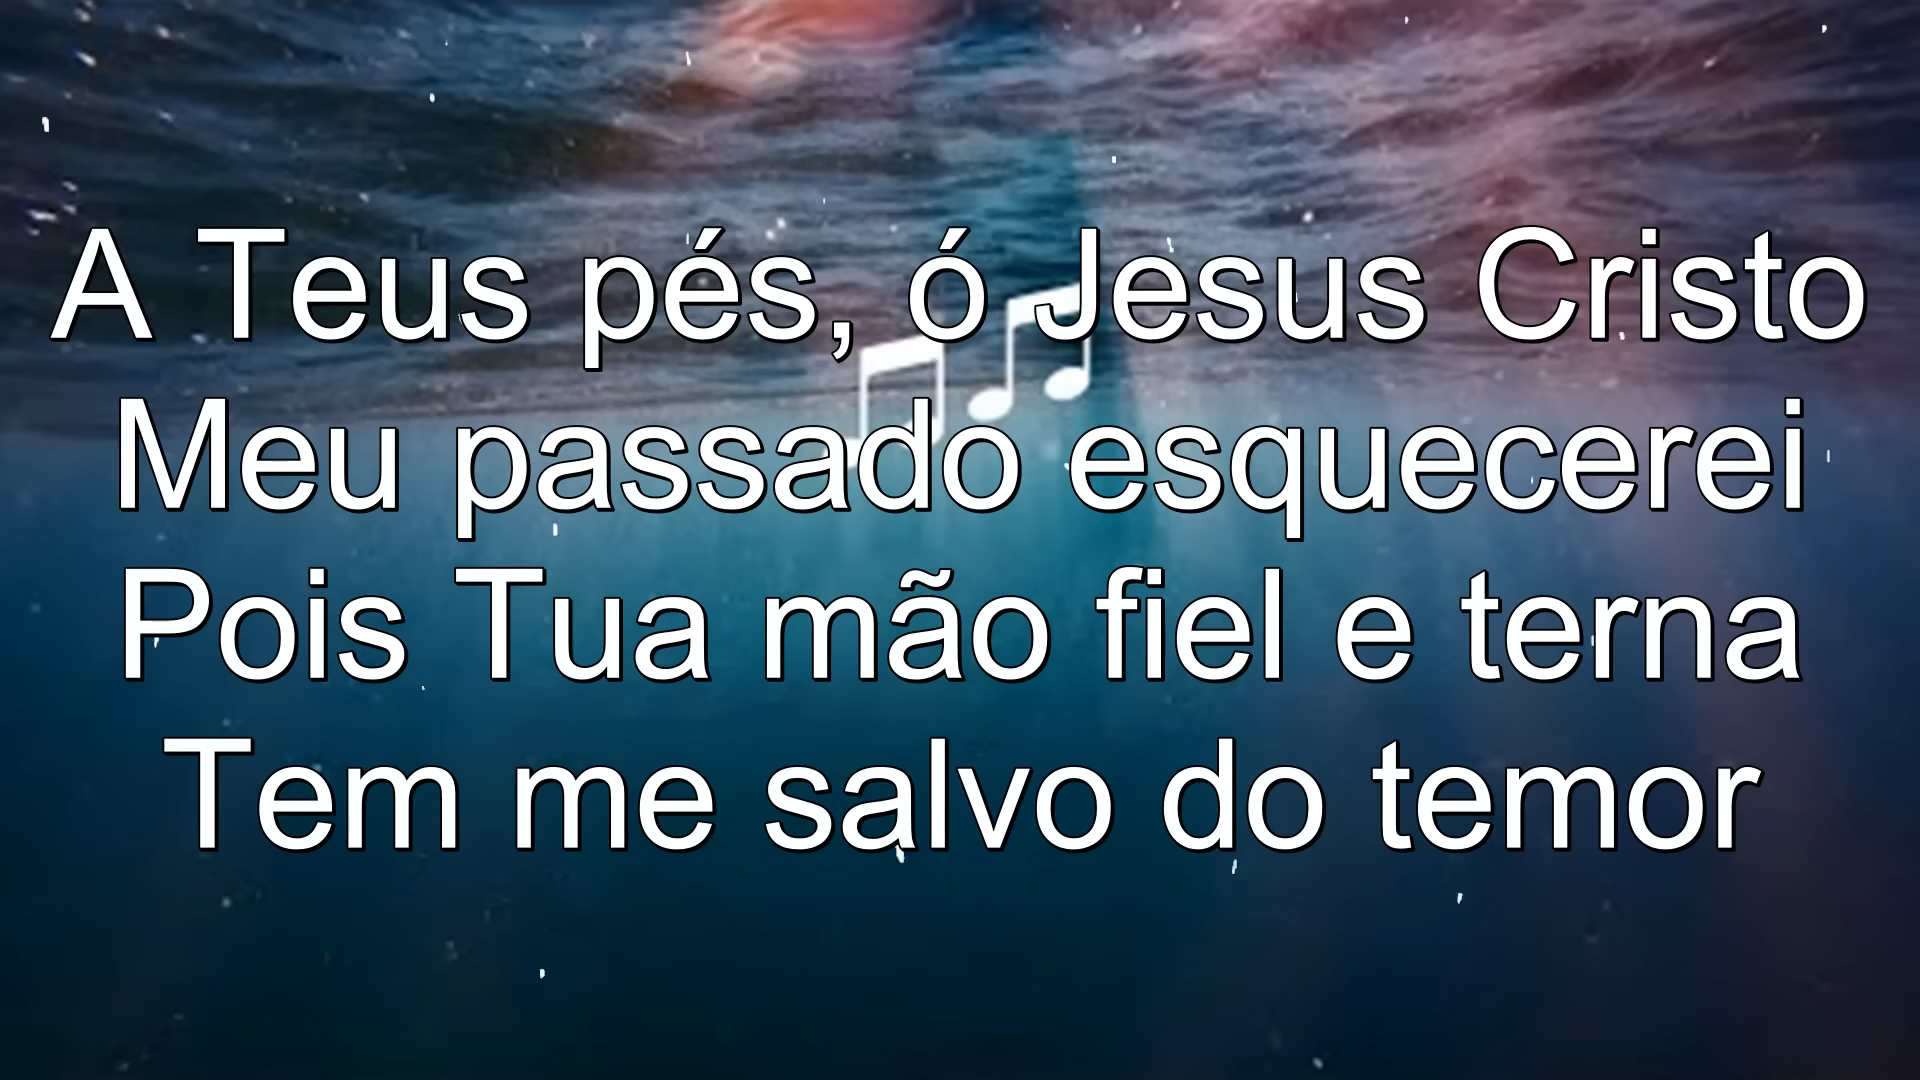 A Teus pés, ó Jesus Cristo
Meu passado esquecerei
Pois Tua mão fiel e terna
Tem me salvo do temor